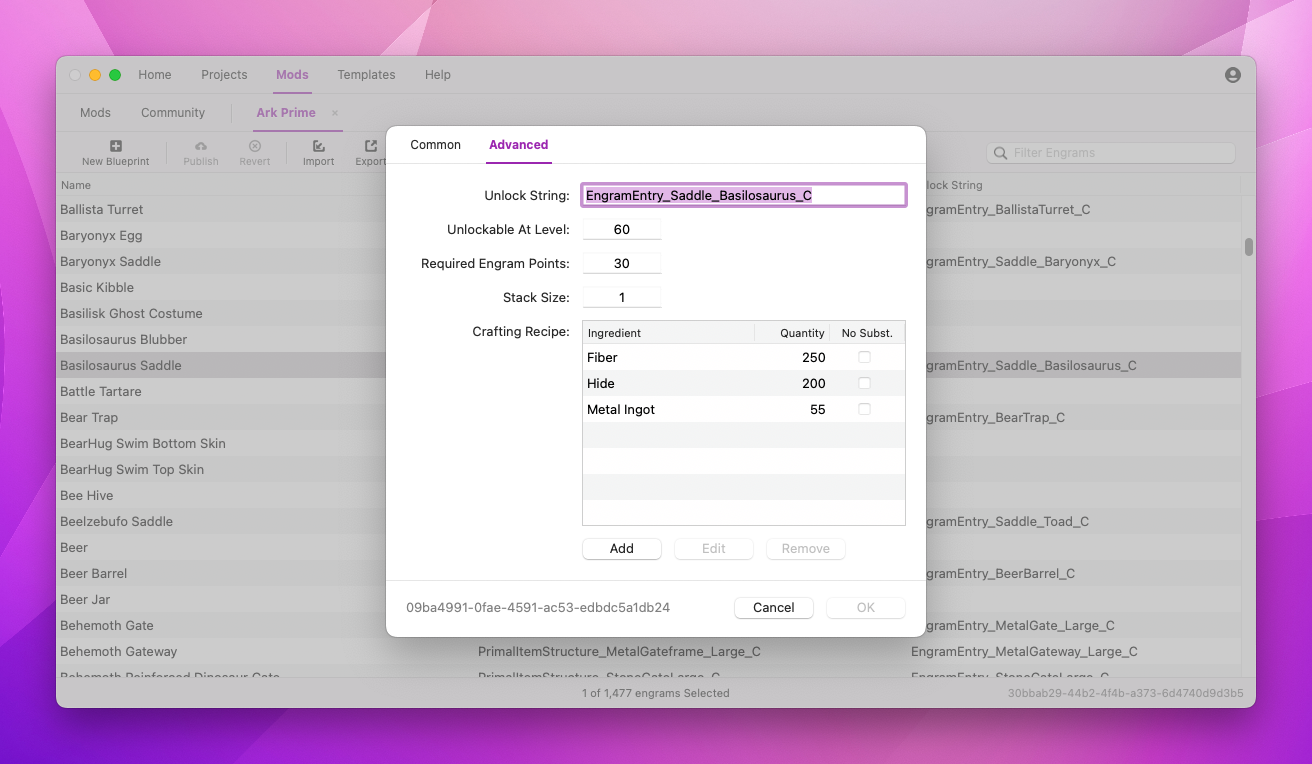 Home Projects Mods Templates Help
Mods Community Ark Prime ×
New Blueprint Publish Revert Import Export Filter Engrams
Name lock String
Ballista Turret gramEntry_BallistaTurret_C
Baryonyx Egg
Baryonyx Saddle gramEntry_Saddle_Baryonyx_C
Basic Kibble
Basilisk Ghost Costume
Basilosaurus Blubber
Basilosaurus Saddle gramEntry_Saddle_Basilosaurus_C
Battle Tartare
Bear Trap gramEntry_BearTrap_C
BearHug Swim Bottom Skin
BearHug Swim Top Skin
Bee Hive
Beelzebufo Saddle gramEntry_Saddle_Toad_C
Beer
Beer Barrel gramEntry_BeerBarrel_C
Beer Jar
Behemoth Gate gramEntry_MetalGate_Large_C
Behemoth Gateway PrimalItemStructure_MetalGateframe_Large_C EngramEntry_MetalGateway_Large_C
Behemoth Reinforced Dinosaur Gate PrimalItemStructure_StoneGateLarge_C EngramEntry_StoneGateLarge_C
1 of 1,477 engrams Selected 30bbab29-44b2-4f4b-a373-6d4740d9d3b5
Common Advanced
Unlock String: EngramEntry_Saddle_Basilosaurus_C
Unlockable At Level: 60
Required Engram Points: 30
Stack Size: 1
Crafting Recipe:
Ingredient Quantity No Subst.
Fiber 250
Hide 200
Metal Ingot 55
Add Edit Remove
09ba4991-0fae-4591-ac53-edbdc5a1db24 Cancel OK